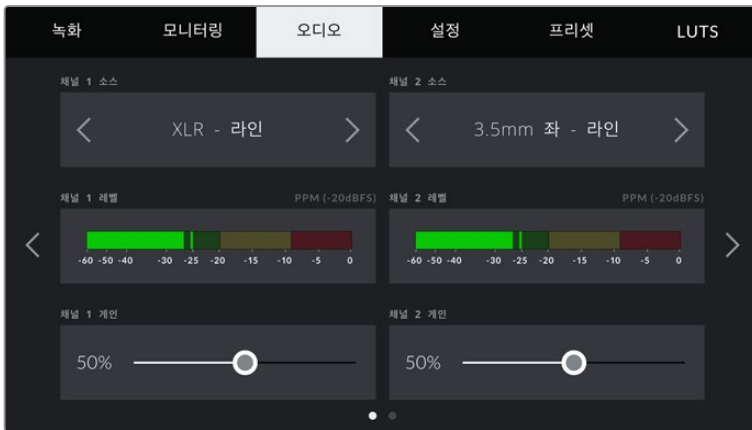 녹화 모니터링 오디오 설정 프리셋 LUTS
채널 1 소스 채널 2 소스
XLR - 라인 3.5mm 좌 - 라인
채널 1 레벨 PPM (-20dBFS) 채널 2 레벨 PPM (-20dBFS)
-60 -50 -40 -30 -25 -20 -15 -10 -5 0 -60 -50 -40 -30 -25 -20 -15 -10 -5 0
채널 1 게인 채널 2 게인
50% 50%